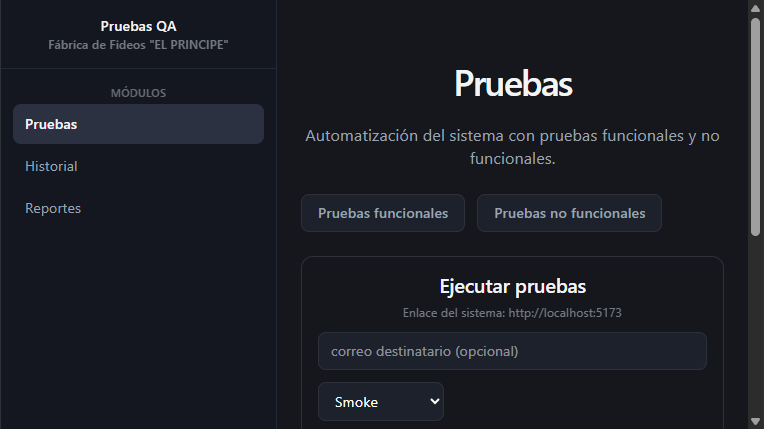 Pruebas QA
Fábrica de Fideos "EL PRINCIPE"
MÓDULOS
Pruebas
Historial
Reportes
Pruebas
Automatización del sistema con pruebas funcionales y no
funcionales.
Pruebas funcionales
Pruebas no funcionales
Ejecutar pruebas
Enlace del sistema: http://localhost:5173
correo destinatario (opcional)
Smoke